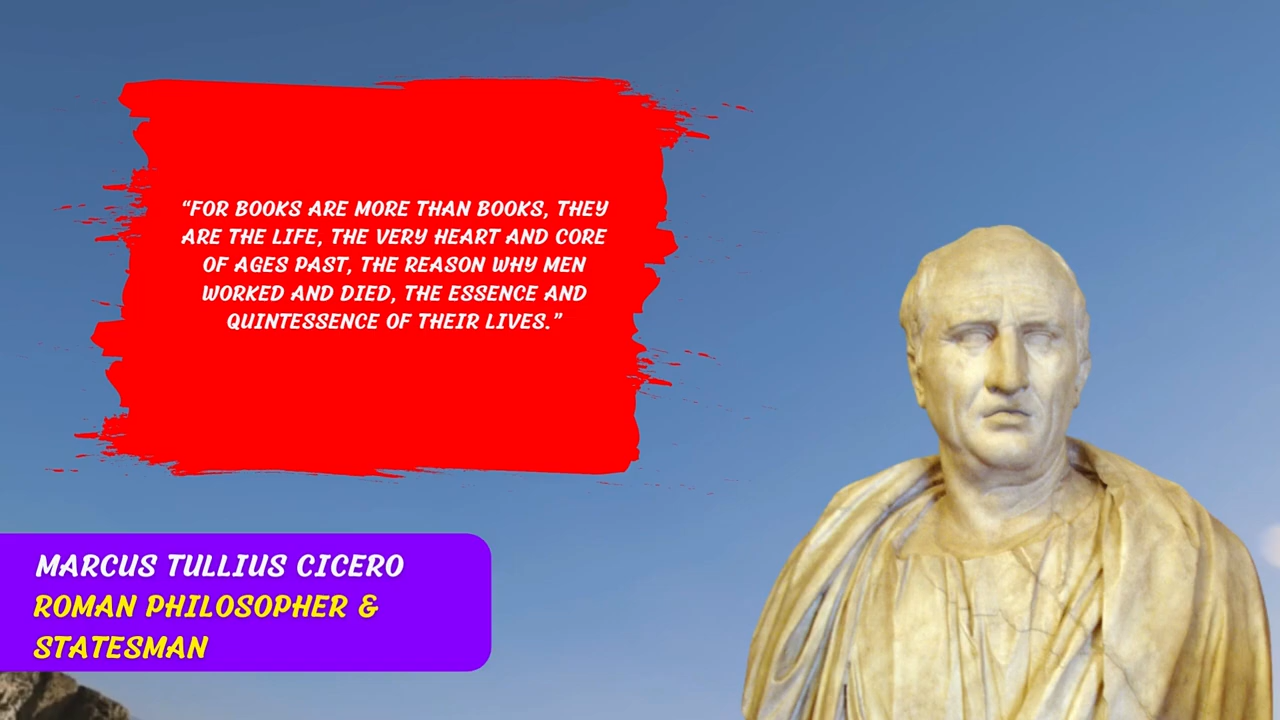 “FOR BOOKS ARE MORE THAN BOOKS, THEY
ARE THE LIFE, THE VERY HEART AND CORE
OF AGES PAST, THE REASON WHY MEN
WORKED AND DIED, THE ESSENCE AND
QUINTESSENCE OF THEIR LIVES.”
MARCUS TULLIUS CICERO
ROMAN PHILOSOPHER &
STATESMAN